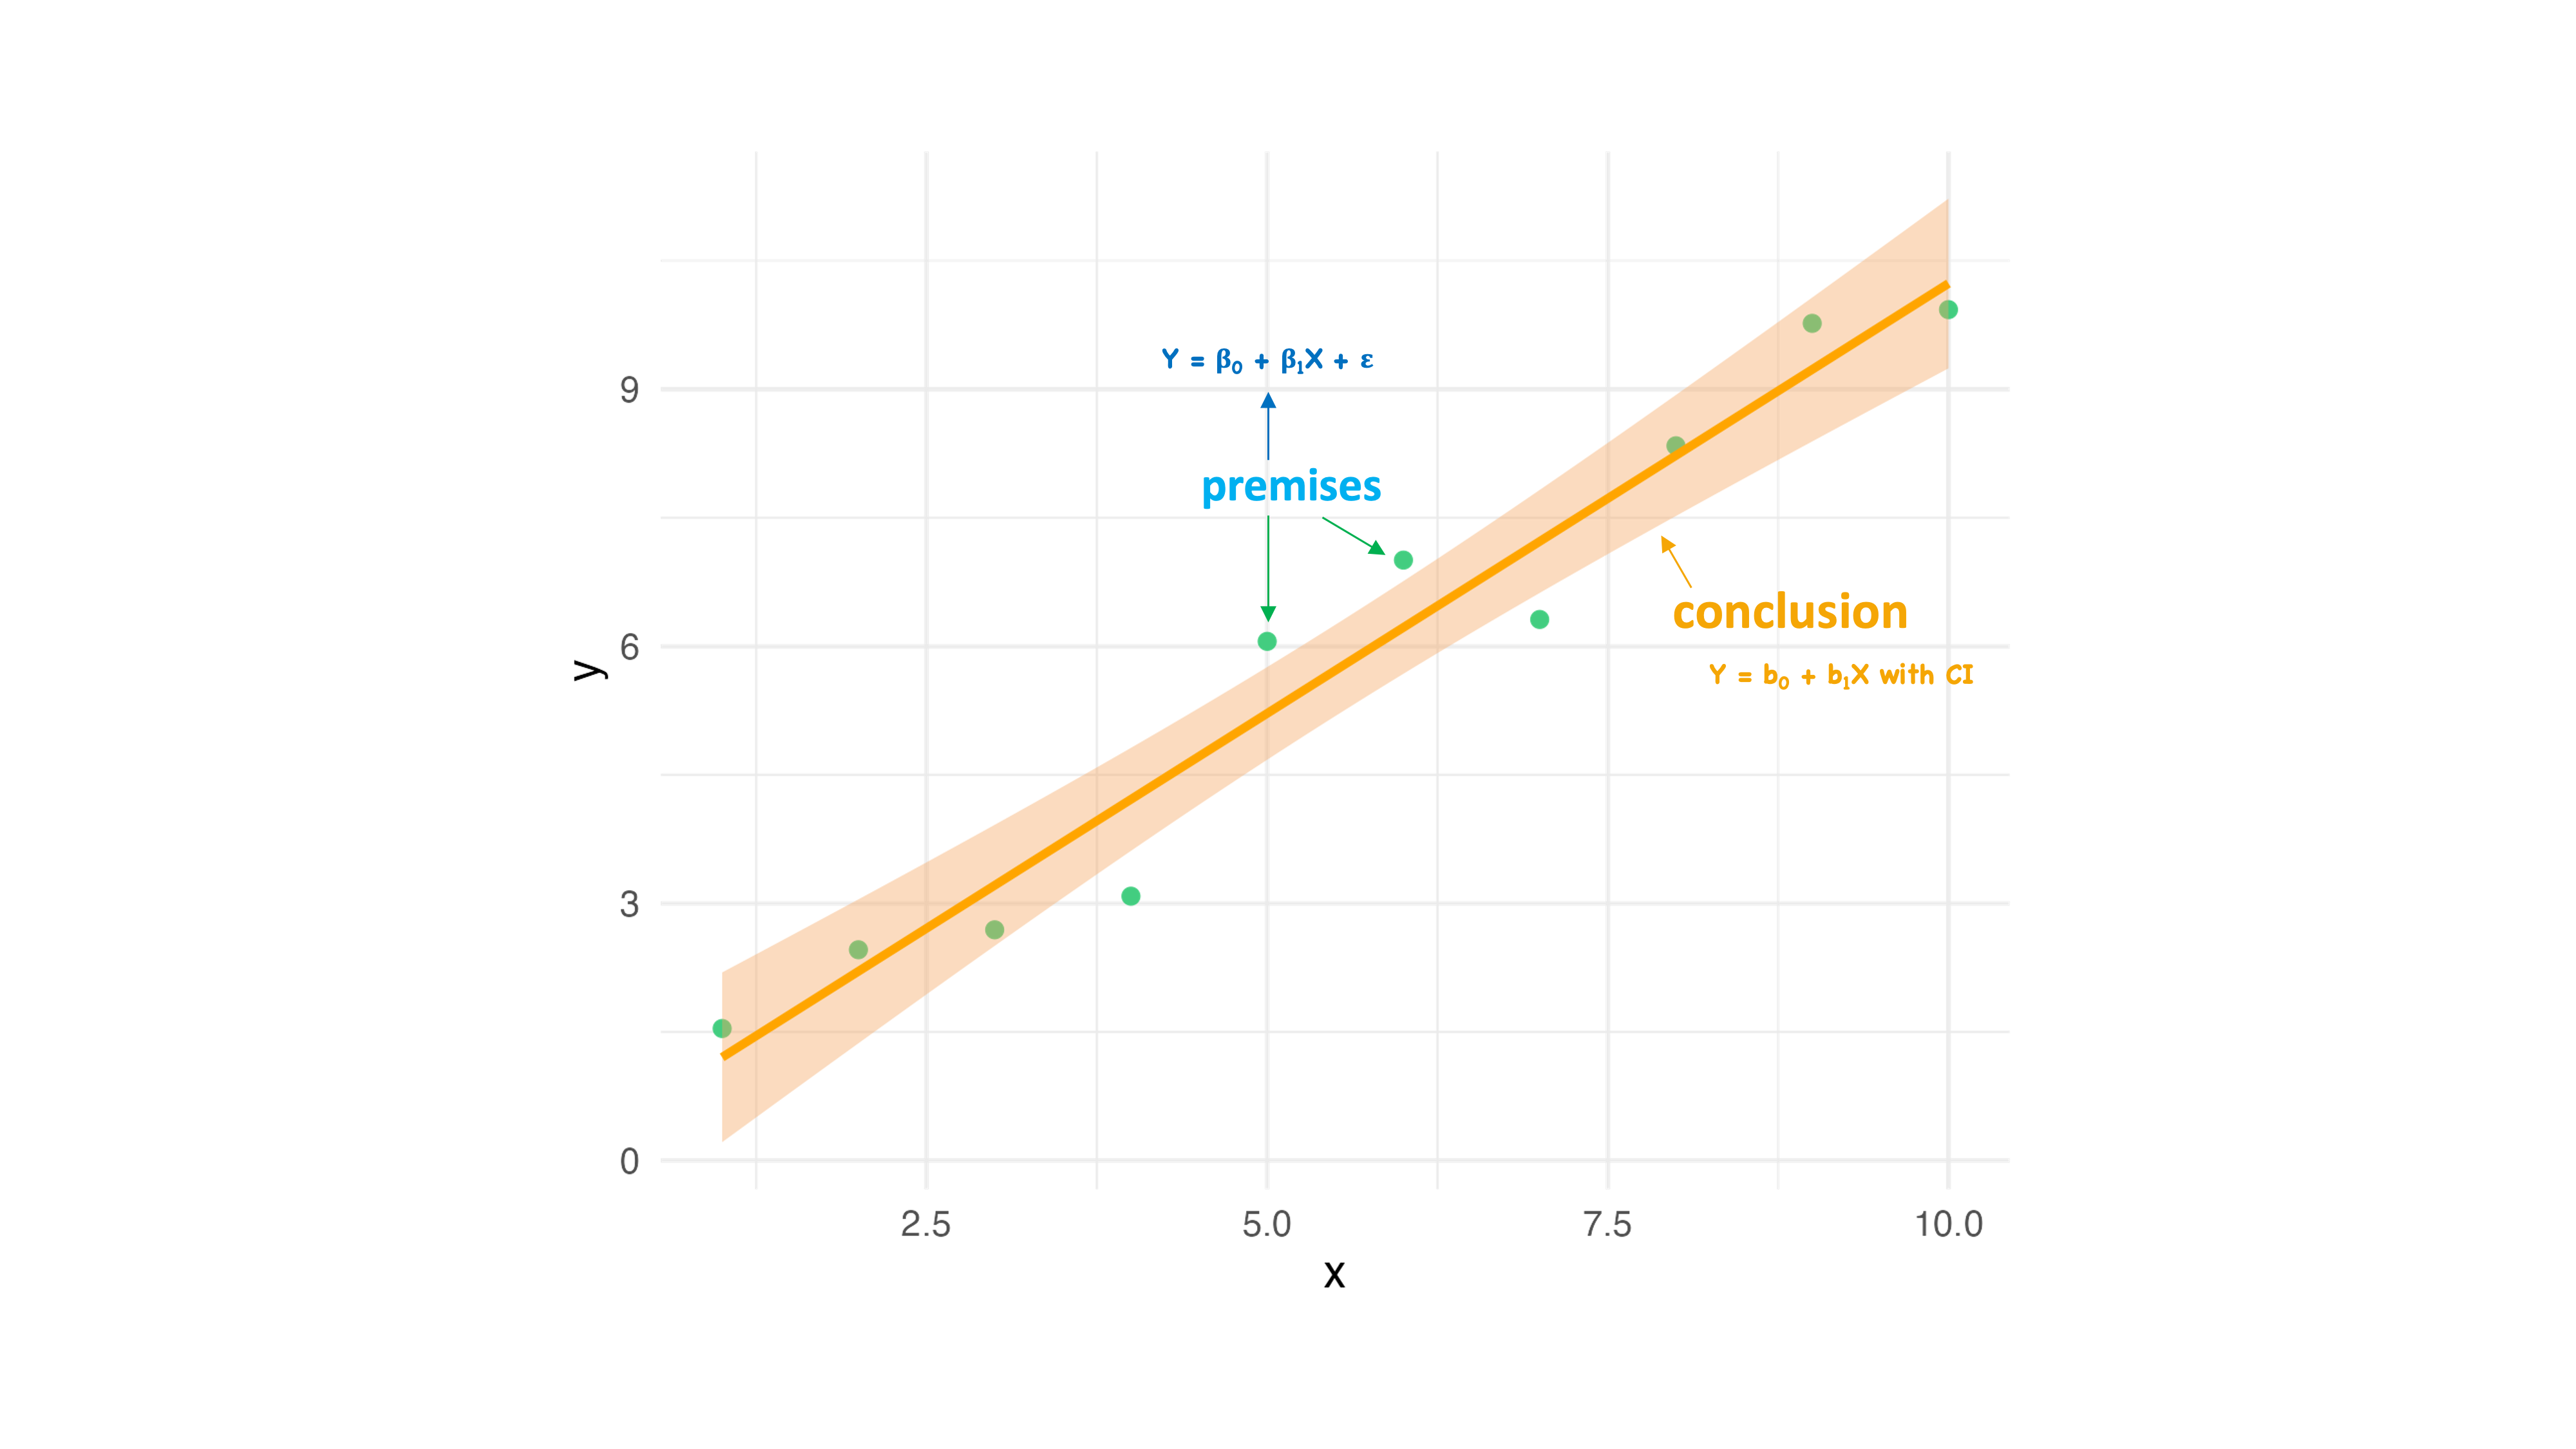 Y = β₀ + β₁X + ε
9
premises
conclusion
6
Y = b₀ + b₁X with CI
y
3
0
2.5 5.0 7.5 10.0
x